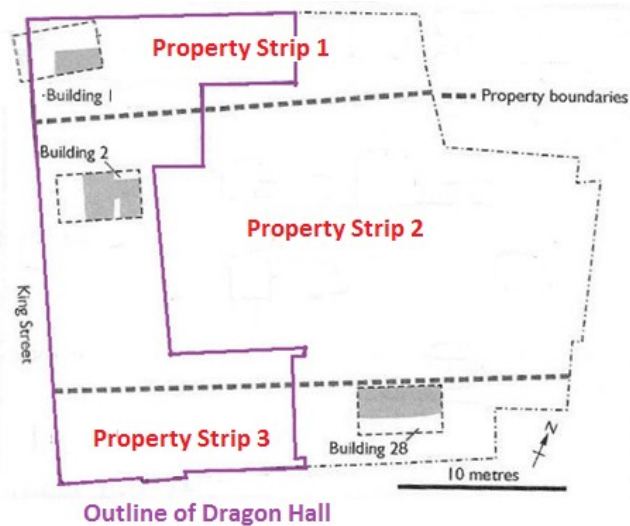 Property Strip 1
Building 1
Property boundaries
Building 2
Property Strip 2
King Street
Property Strip 3
Building 28
N
10 metres
Outline of Dragon Hall